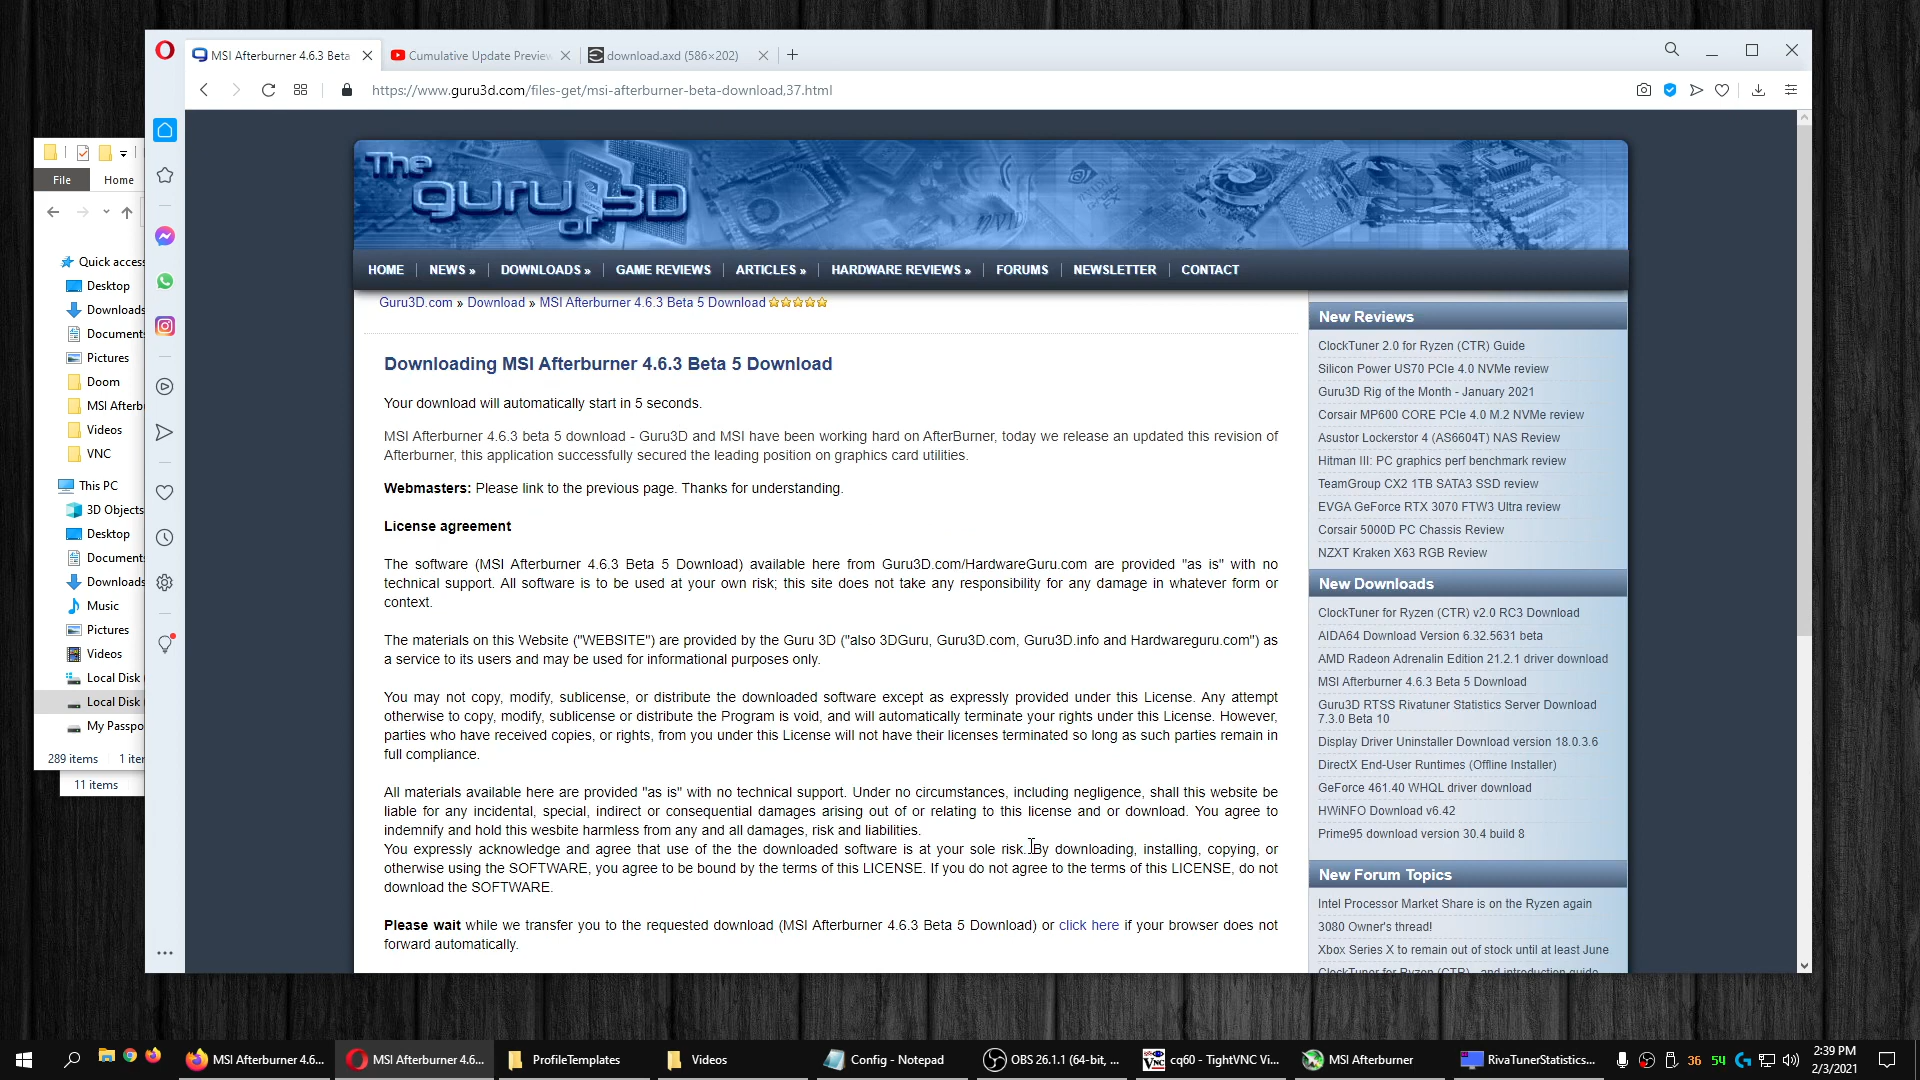 MSI Afterburner 4.6.3 Beta
Cumulative Update Preview
download.axd (586×202)
https://www.guru3d.com/files-get/msi-afterburner-beta-download,37.html
File
Home
Quick access
Desktop
Downloads
Document
Pictures
Doom
MSI Afterb
Videos
VNC
This PC
3D Objects
Desktop
Document
Downloads
Music
Pictures
Videos
Local Disk
Local Disk
My Passpo
289 items
1 iter
11 items
The guru of 3D
HOME
NEWS »
DOWNLOADS »
GAME REVIEWS
ARTICLES »
HARDWARE REVIEWS »
FORUMS
NEWSLETTER
CONTACT
Guru3D.com » Download » MSI Afterburner 4.6.3 Beta 5 Download
Downloading MSI Afterburner 4.6.3 Beta 5 Download
Your download will automatically start in 5 seconds.
MSI Afterburner 4.6.3 beta 5 download - Guru3D and MSI have been working hard on AfterBurner, today we release an updated this revision of
Afterburner, this application successfully secured the leading position on graphics card utilities.
Webmasters: Please link to the previous page. Thanks for understanding.
License agreement
The software (MSI Afterburner 4.6.3 Beta 5 Download) available here from Guru3D.com/HardwareGuru.com are provided "as is" with no
technical support. All software is to be used at your own risk; this site does not take any responsibility for any damage in whatever form or
context.
The materials on this Website ("WEBSITE") are provided by the Guru 3D ("also 3DGuru, Guru3D.com, Guru3D.info and Hardwareguru.com") as
a service to its users and may be used for informational purposes only.
You may not copy, modify, sublicense, or distribute the downloaded software except as expressly provided under this License. Any attempt
otherwise to copy, modify, sublicense or distribute the Program is void, and will automatically terminate your rights under this License. However,
parties who have received copies, or rights, from you under this License will not have their licenses terminated so long as such parties remain in
full compliance.
All materials available here are provided "as is" with no technical support. Under no circumstances, including negligence, shall this website be
liable for any incidental, special, indirect or consequential damages arising out of or relating to this license and or download. You agree to
indemnify and hold this wesbite harmless from any and all damages, risk and liabilities.
You expressly acknowledge and agree that use of the the downloaded software is at your sole risk. By downloading, installing, copying, or
otherwise using the SOFTWARE, you agree to be bound by the terms of this LICENSE. If you do not agree to the terms of this LICENSE, do not
download the SOFTWARE.
Please wait while we transfer you to the requested download (MSI Afterburner 4.6.3 Beta 5 Download) or click here if your browser does not
forward automatically.
New Reviews
ClockTuner 2.0 for Ryzen (CTR) Guide
Silicon Power US70 PCIe 4.0 NVMe review
Guru3D Rig of the Month - January 2021
Corsair MP600 CORE PCIe 4.0 M.2 NVMe review
Asustor Lockerstor 4 (AS6604T) NAS Review
Hitman III: PC graphics perf benchmark review
TeamGroup CX2 1TB SATA3 SSD review
EVGA GeForce RTX 3070 FTW3 Ultra review
Corsair 5000D PC Chassis Review
NZXT Kraken X63 RGB Review
New Downloads
ClockTuner for Ryzen (CTR) v2.0 RC3 Download
AIDA64 Download Version 6.32.5631 beta
AMD Radeon Adrenalin Edition 21.2.1 driver download
MSI Afterburner 4.6.3 Beta 5 Download
Guru3D RTSS Rivatuner Statistics Server Download
7.3.0 Beta 10
Display Driver Uninstaller Download version 18.0.3.6
DirectX End-User Runtimes (Offline Installer)
GeForce 461.40 WHQL driver download
HWiNFO Download v6.42
Prime95 download version 30.4 build 8
New Forum Topics
Intel Processor Market Share is on the Ryzen again
3080 Owner's thread!
Xbox Series X to remain out of stock until at least June
ClockTuner for Ryzen (CTR) - and introduction guide
MSI Afterburner 4.6...
MSI Afterburner 4.6...
ProfileTemplates
Videos
Config - Notepad
OBS 26.1.1 (64-bit, ...
cq60 - TightVNC Vi...
MSI Afterburner
RivaTunerStatistics...
36
54
2:39 PM
2/3/2021